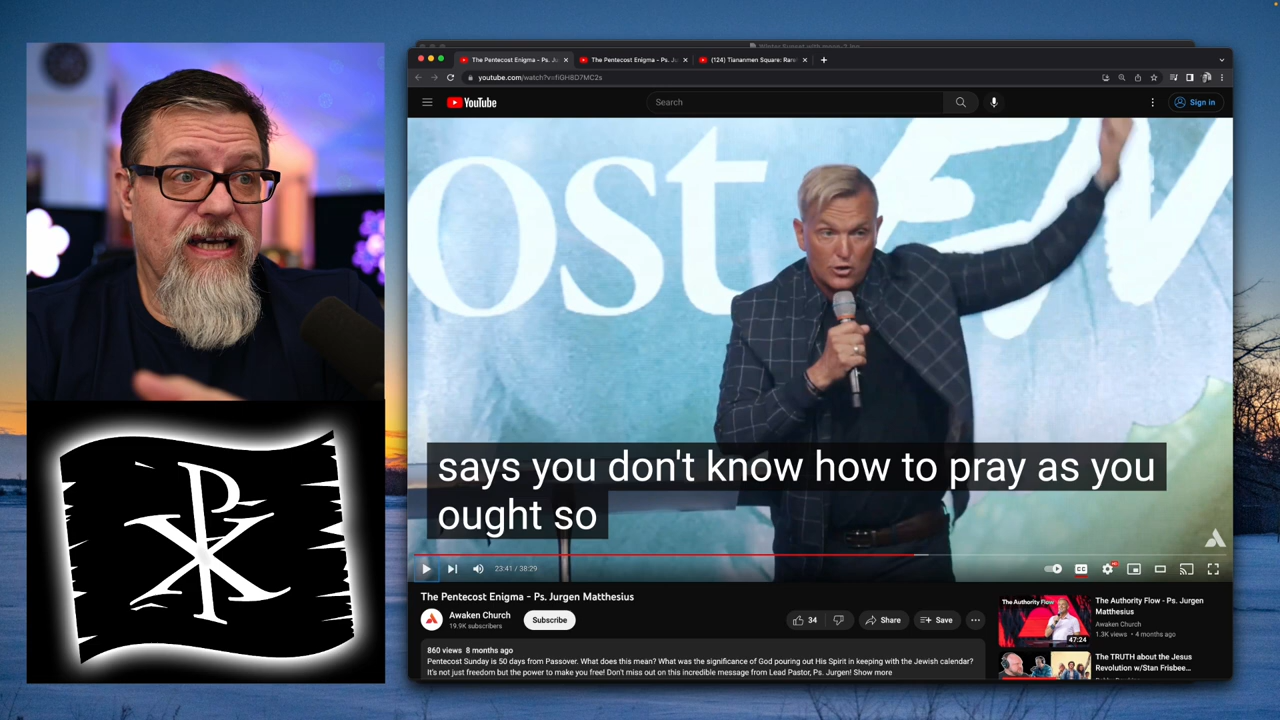 The Pentecost Enigma - Ps. J
The Pentecost Enigma - Ps. Ju
(124) Tiananmen Square: Rare
youtube.com/watch?v=fIGH8D7MC2s
YouTube
Search
Sign in
ost EN
says you don't know how to pray as you
ought so
23:41 / 38:29
CC
The Pentecost Enigma - Ps. Jurgen Matthesius
Awaken Church
19.9K subscribers
Subscribe
34
Share
Save
860 views 8 months ago
Pentecost Sunday is 50 days from Passover. What does this mean? What was the significance of God pouring out His Spirit in keeping with the Jewish calendar?
It's not just freedom but the power to make you free! Don't miss out on this incredible message from Lead Pastor, Ps. Jurgen! Show more
The Authority Flow
47:24
The Authority Flow - Ps. Jurgen
Matthesius
Awaken Church
1.3K views • 4 months ago
The TRUTH about the Jesus
Revolution w/Stan Frisbee...